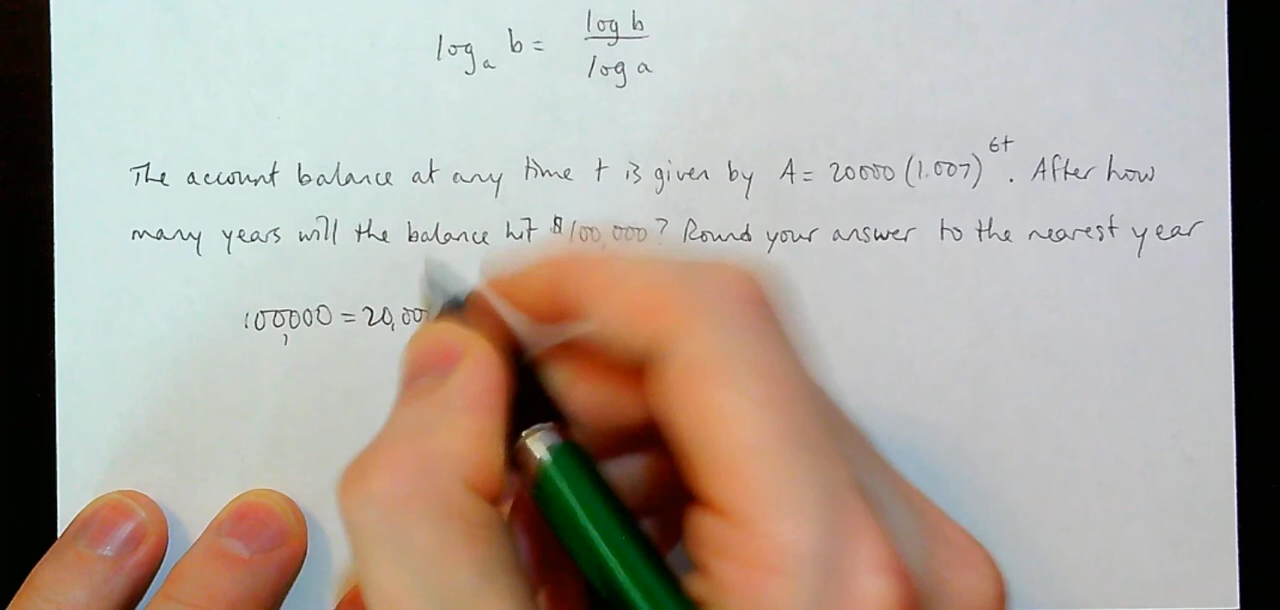 logₐ b = log b / log a
The account balance at any time t is given by A = 20000 (1.007)^6t. After how
many years will the balance hit $100,000? Round your answer to the nearest year
100,000 = 20,00